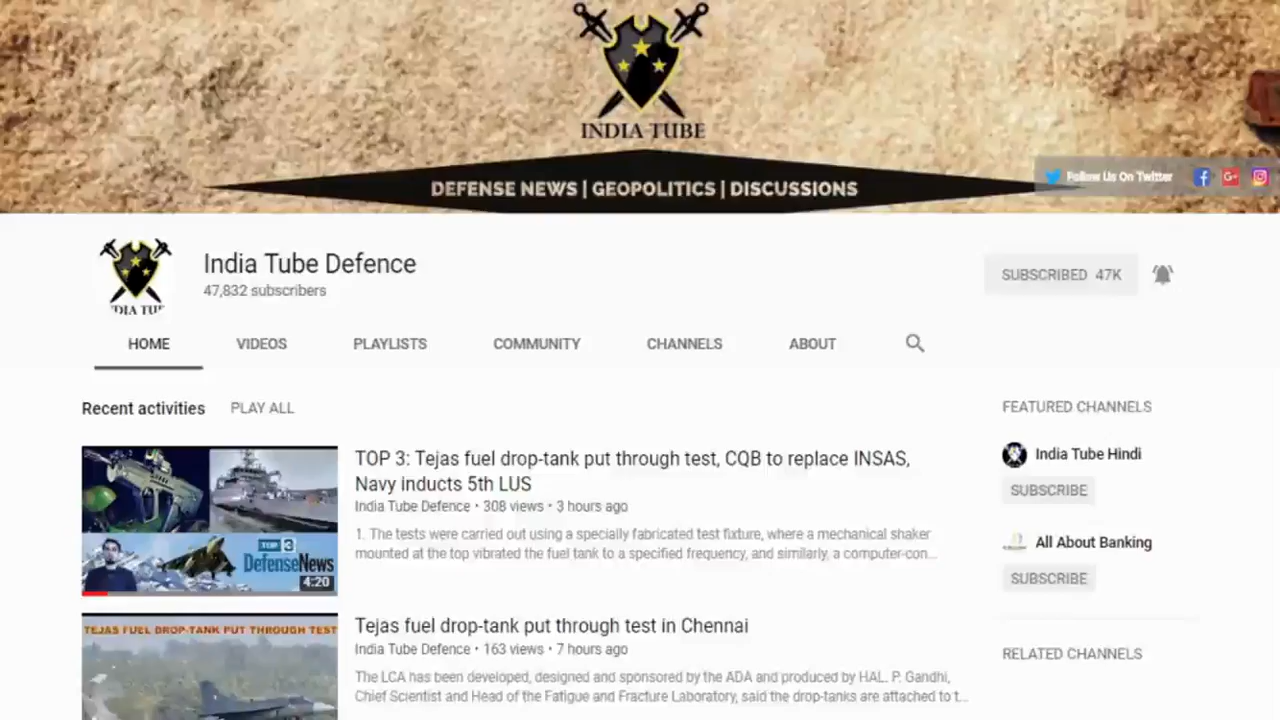 INDIA TUBE
DEFENSE NEWS | GEOPOLITICS | DISCUSSIONS
Follow Us On Twitter
India Tube Defence
47,832 subscribers
SUBSCRIBED 47K
HOME VIDEOS PLAYLISTS COMMUNITY CHANNELS ABOUT
Recent activities PLAY ALL
TOP 3: Tejas fuel drop-tank put through test, CQB to replace INSAS,
Navy inducts 5th LUS
India Tube Defence • 308 views • 3 hours ago
1. The tests were carried out using a specially fabricated test fixture, where a mechanical shaker
mounted at the top vibrated the fuel tank to a specified frequency, and similarly, a computer-con...
TOP 3
DefenseNews
4:20
TEJAS FUEL DROP-TANK PUT THROUGH TEST
Tejas fuel drop-tank put through test in Chennai
India Tube Defence • 163 views • 7 hours ago
The LCA has been developed, designed and sponsored by the ADA and produced by HAL. P. Gandhi,
Chief Scientist and Head of the Fatigue and Fracture Laboratory, said the drop-tanks are attached to t...
FEATURED CHANNELS
India Tube Hindi
SUBSCRIBE
All About Banking
SUBSCRIBE
RELATED CHANNELS